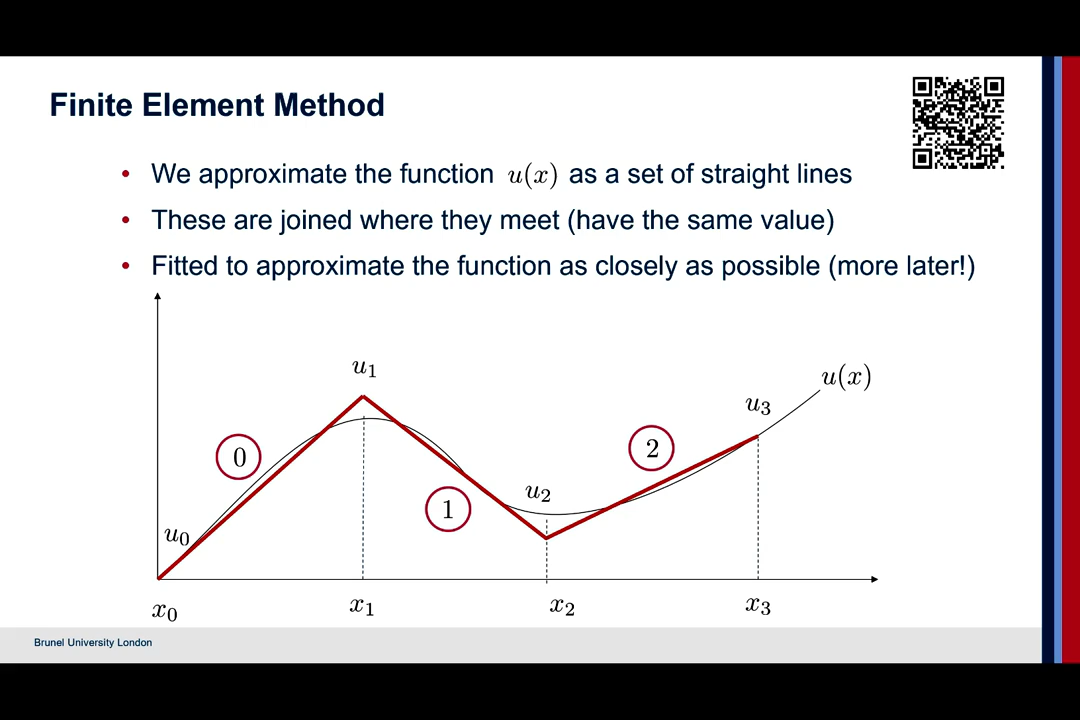 Finite Element Method
• We approximate the function u(x) as a set of straight lines
• These are joined where they meet (have the same value)
• Fitted to approximate the function as closely as possible (more later!)
u₁
u(x)
u₃
0
2
u₂
1
u₀
x₀
x₁
x₂
x₃
Brunel University London